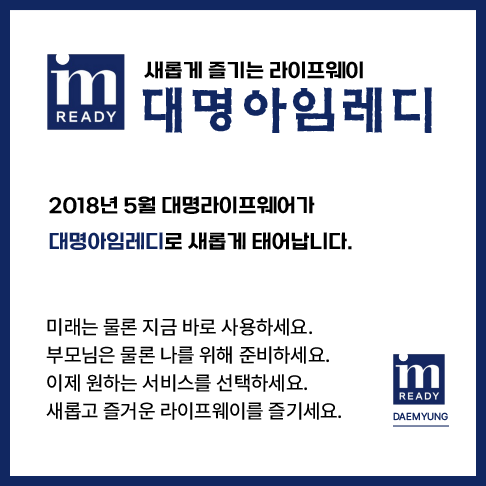 im
READY
새롭게 즐기는 라이프웨이
대명아임레디
2018년 5월 대명라이프웨어가
대명아임레디로 새롭게 태어납니다.
미래는 물론 지금 바로 사용하세요.
부모님은 물론 나를 위해 준비하세요.
이제 원하는 서비스를 선택하세요.
새롭고 즐거운 라이프웨이를 즐기세요.
im
READY
DAEMYUNG